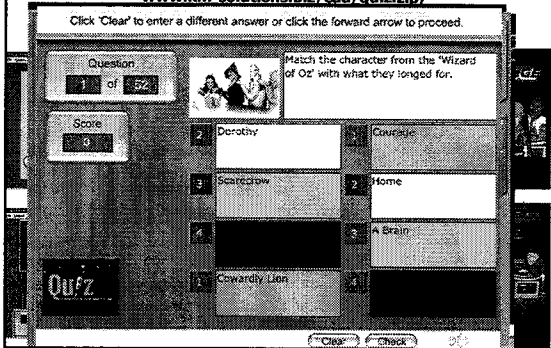 Click 'Clear' to enter a different answer or click the forward arrow to proceed.
Question
1 of 52
Score
0
Match the character from the 'Wizard
of Oz' with what they longed for.
2 Dorothy
1 Courage
3 Scarecrow
2 Home
4
3 A Brain
1 Cowardly Lion
4
Quiz
Clear Check